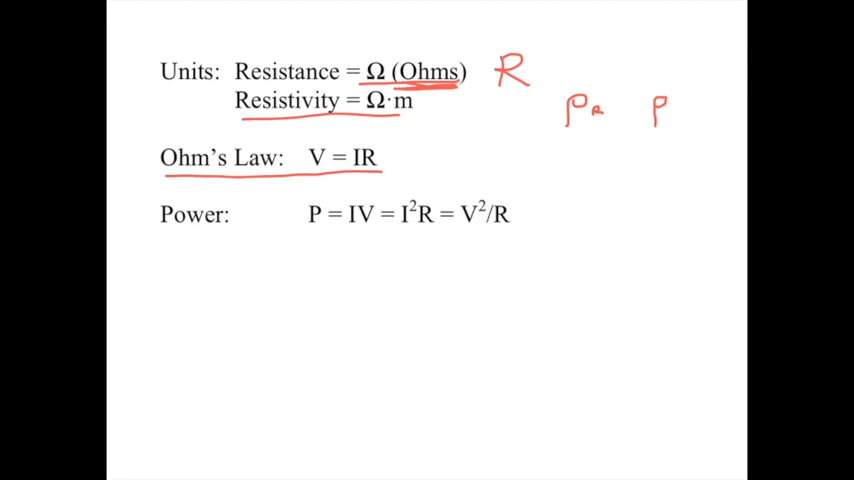 Units: Resistance = Ω (Ohms) R
Resistivity = Ω·m ρR ρ
Ohm's Law: V = IR
Power: P = IV = I²R = V²/R